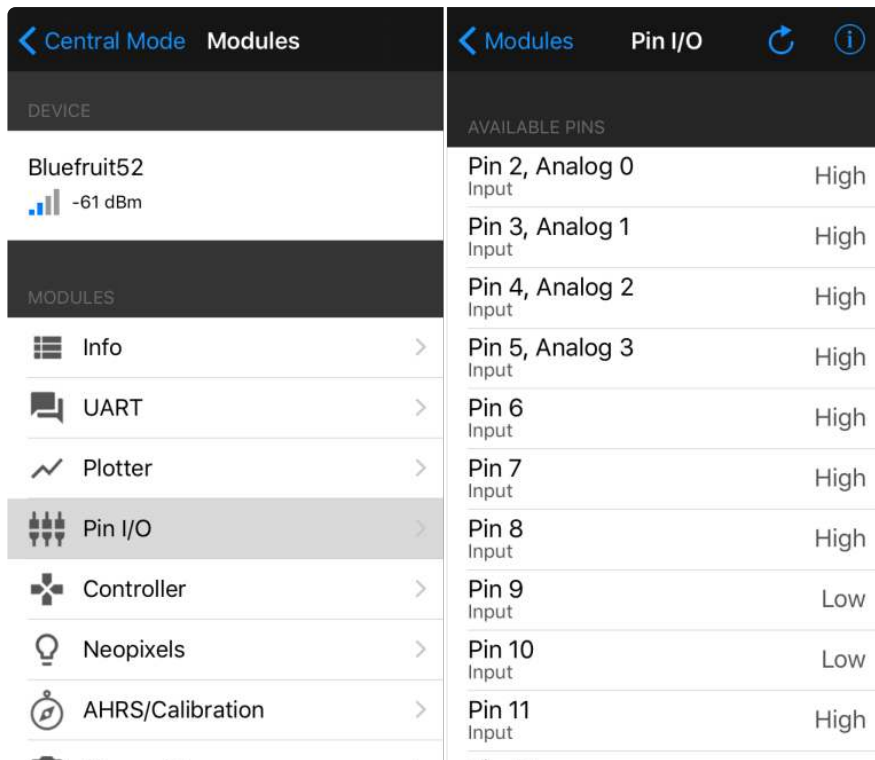 Central Mode
Modules
DEVICE
Bluefruit52
-61 dBm
MODULES
Info
UART
Plotter
Pin I/O
Controller
Neopixels
AHRS/Calibration
Modules
Pin I/O
AVAILABLE PINS
Pin 2, Analog 0
Input
High
Pin 3, Analog 1
Input
High
Pin 4, Analog 2
Input
High
Pin 5, Analog 3
Input
High
Pin 6
Input
High
Pin 7
Input
High
Pin 8
Input
High
Pin 9
Input
Low
Pin 10
Input
Low
Pin 11
Input
High